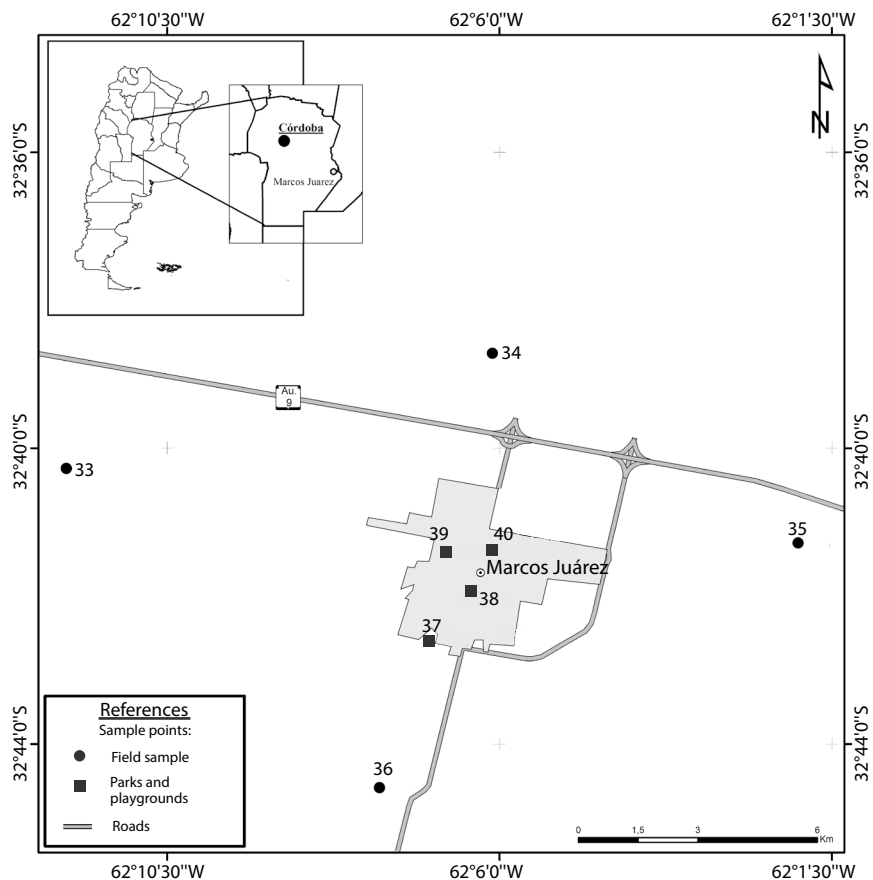 62°10'30"W
62°6'0"W
62°1'30"W
Córdoba
Marcos Juarez
N
32°36'0"S
32°36'0"S
34
Au.
9
32°40'0"S
32°40'0"S
33
35
39
40
Marcos Juárez
38
37
32°44'0"S
32°44'0"S
36
References
Sample points:
Field sample
Parks and
playgrounds
Roads
0
1,5
3
6
Km
62°10'30"W
62°6'0"W
62°1'30"W